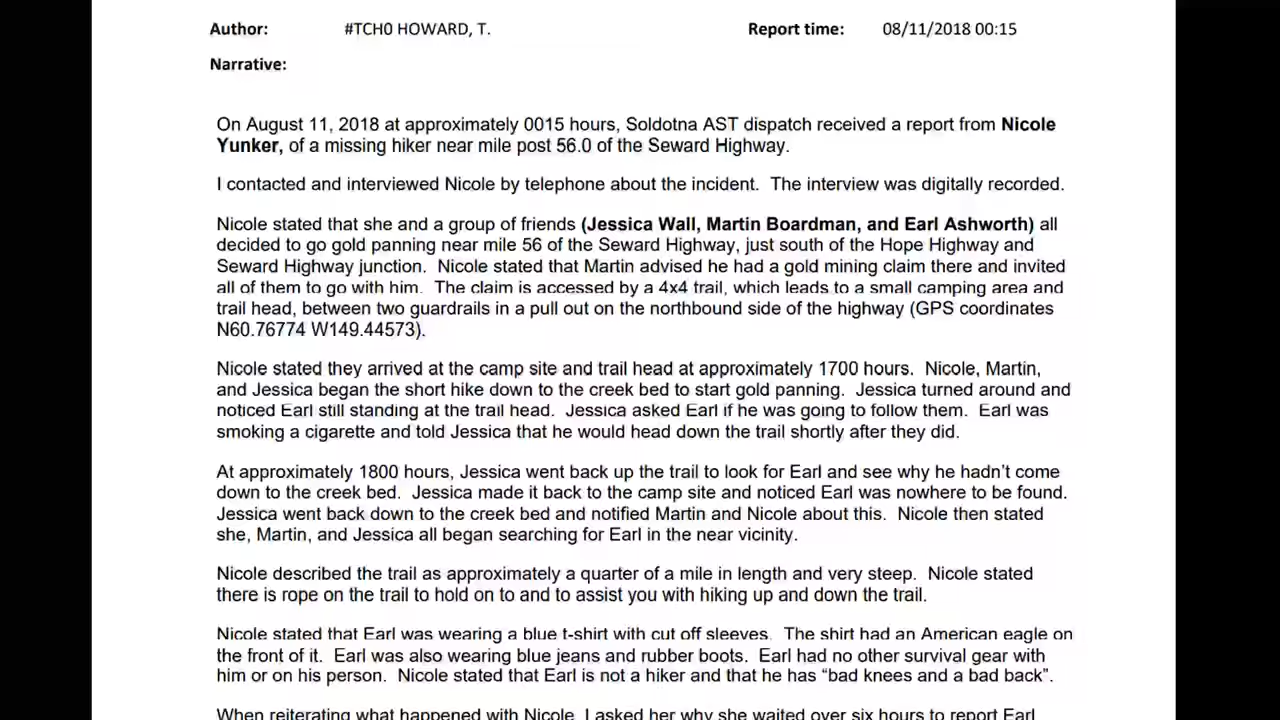 Author: #TCH0 HOWARD, T. Report time: 08/11/2018 00:15
Narrative:
On August 11, 2018 at approximately 0015 hours, Soldotna AST dispatch received a report from Nicole
Yunker, of a missing hiker near mile post 56.0 of the Seward Highway.
I contacted and interviewed Nicole by telephone about the incident. The interview was digitally recorded.
Nicole stated that she and a group of friends (Jessica Wall, Martin Boardman, and Earl Ashworth) all
decided to go gold panning near mile 56 of the Seward Highway, just south of the Hope Highway and
Seward Highway junction. Nicole stated that Martin advised he had a gold mining claim there and invited
all of them to go with him. The claim is accessed by a 4x4 trail, which leads to a small camping area and
trail head, between two guardrails in a pull out on the northbound side of the highway (GPS coordinates
N60.76774 W149.44573).
Nicole stated they arrived at the camp site and trail head at approximately 1700 hours. Nicole, Martin,
and Jessica began the short hike down to the creek bed to start gold panning. Jessica turned around and
noticed Earl still standing at the trail head. Jessica asked Earl if he was going to follow them. Earl was
smoking a cigarette and told Jessica that he would head down the trail shortly after they did.
At approximately 1800 hours, Jessica went back up the trail to look for Earl and see why he hadn't come
down to the creek bed. Jessica made it back to the camp site and noticed Earl was nowhere to be found.
Jessica went back down to the creek bed and notified Martin and Nicole about this. Nicole then stated
she, Martin, and Jessica all began searching for Earl in the near vicinity.
Nicole described the trail as approximately a quarter of a mile in length and very steep. Nicole stated
there is rope on the trail to hold on to and to assist you with hiking up and down the trail.
Nicole stated that Earl was wearing a blue t-shirt with cut off sleeves. The shirt had an American eagle on
the front of it. Earl was also wearing blue jeans and rubber boots. Earl had no other survival gear with
him or on his person. Nicole stated that Earl is not a hiker and that he has “bad knees and a bad back”.
When reiterating what happened with Nicole, I asked her why she waited over six hours to report Earl